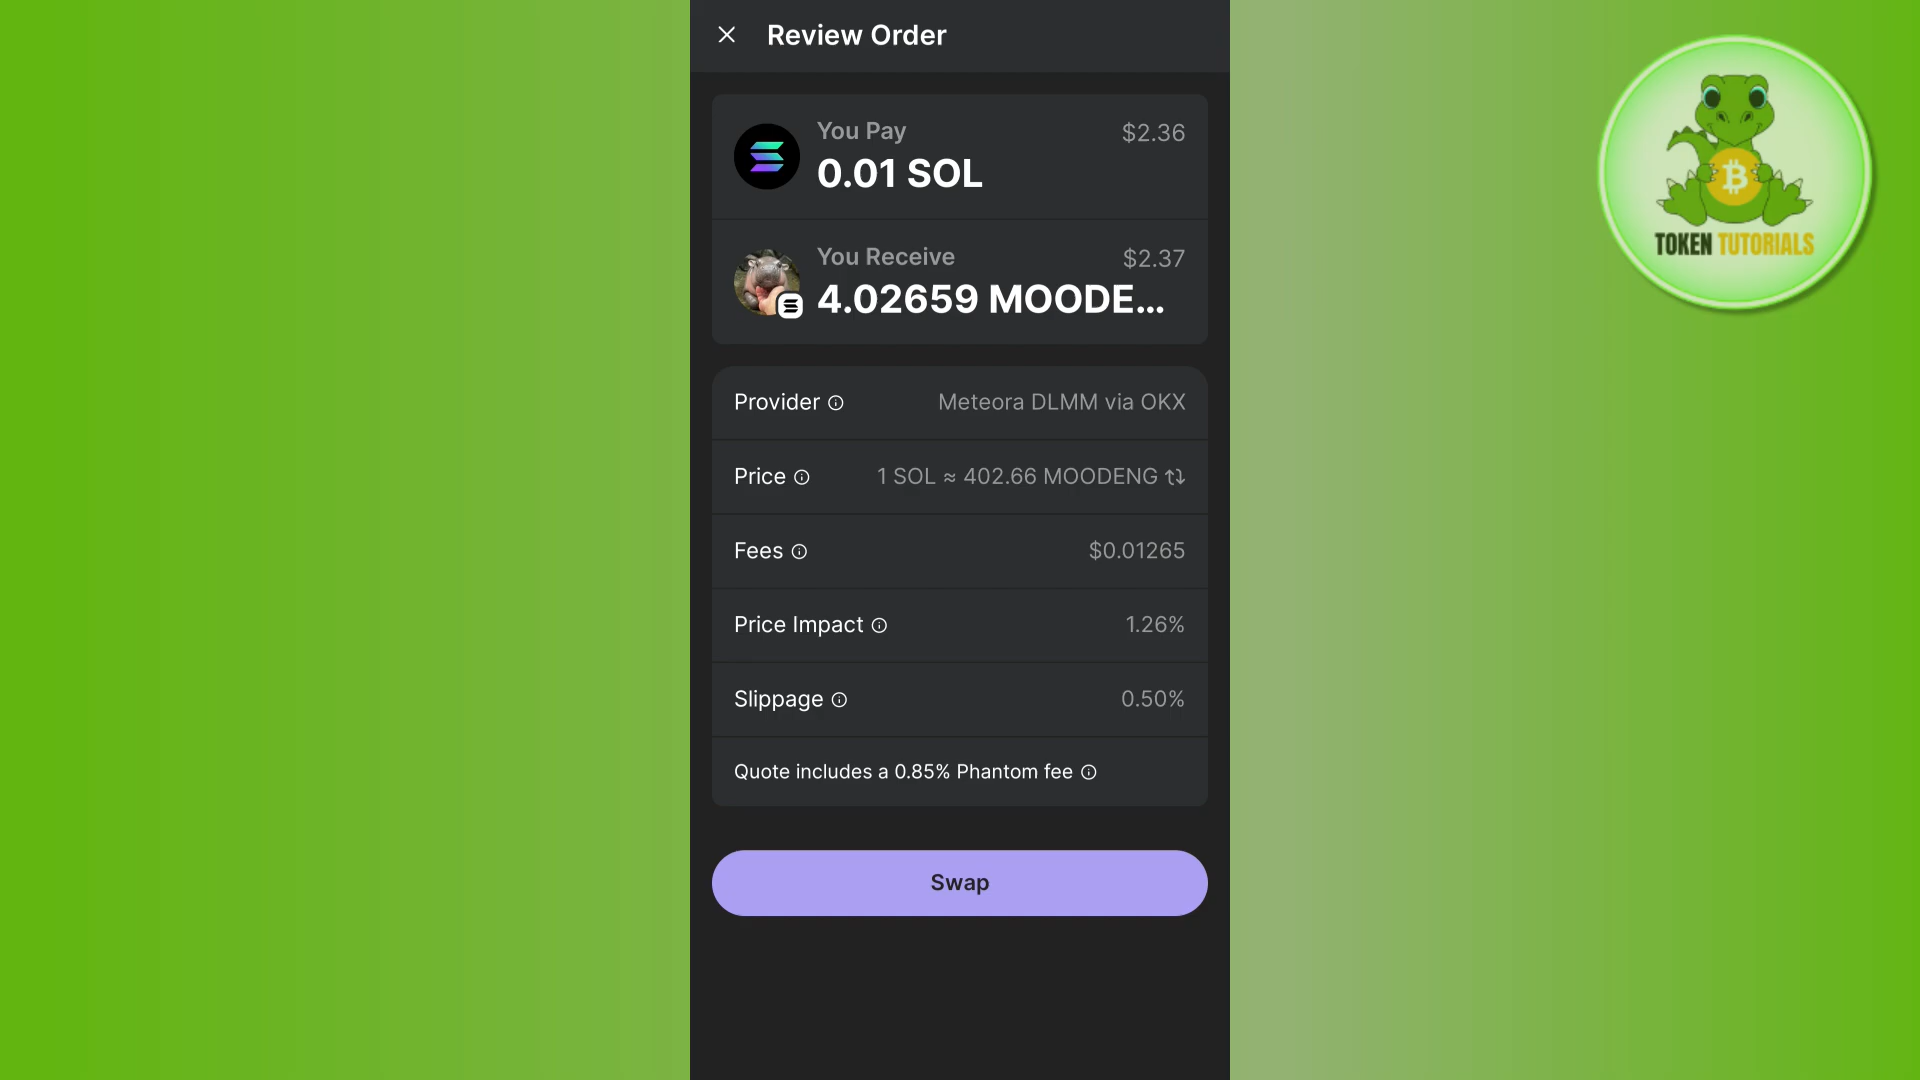 Review Order
You Pay
$2.36
0.01 SOL
You Receive
$2.37
4.02659 MOODE...
Provider
Meteora DLMM via OKX
Price
1 SOL ≈ 402.66 MOODENG
Fees
$0.01265
Price Impact
1.26%
Slippage
0.50%
Quote includes a 0.85% Phantom fee
Swap
TOKEN TUTORIALS